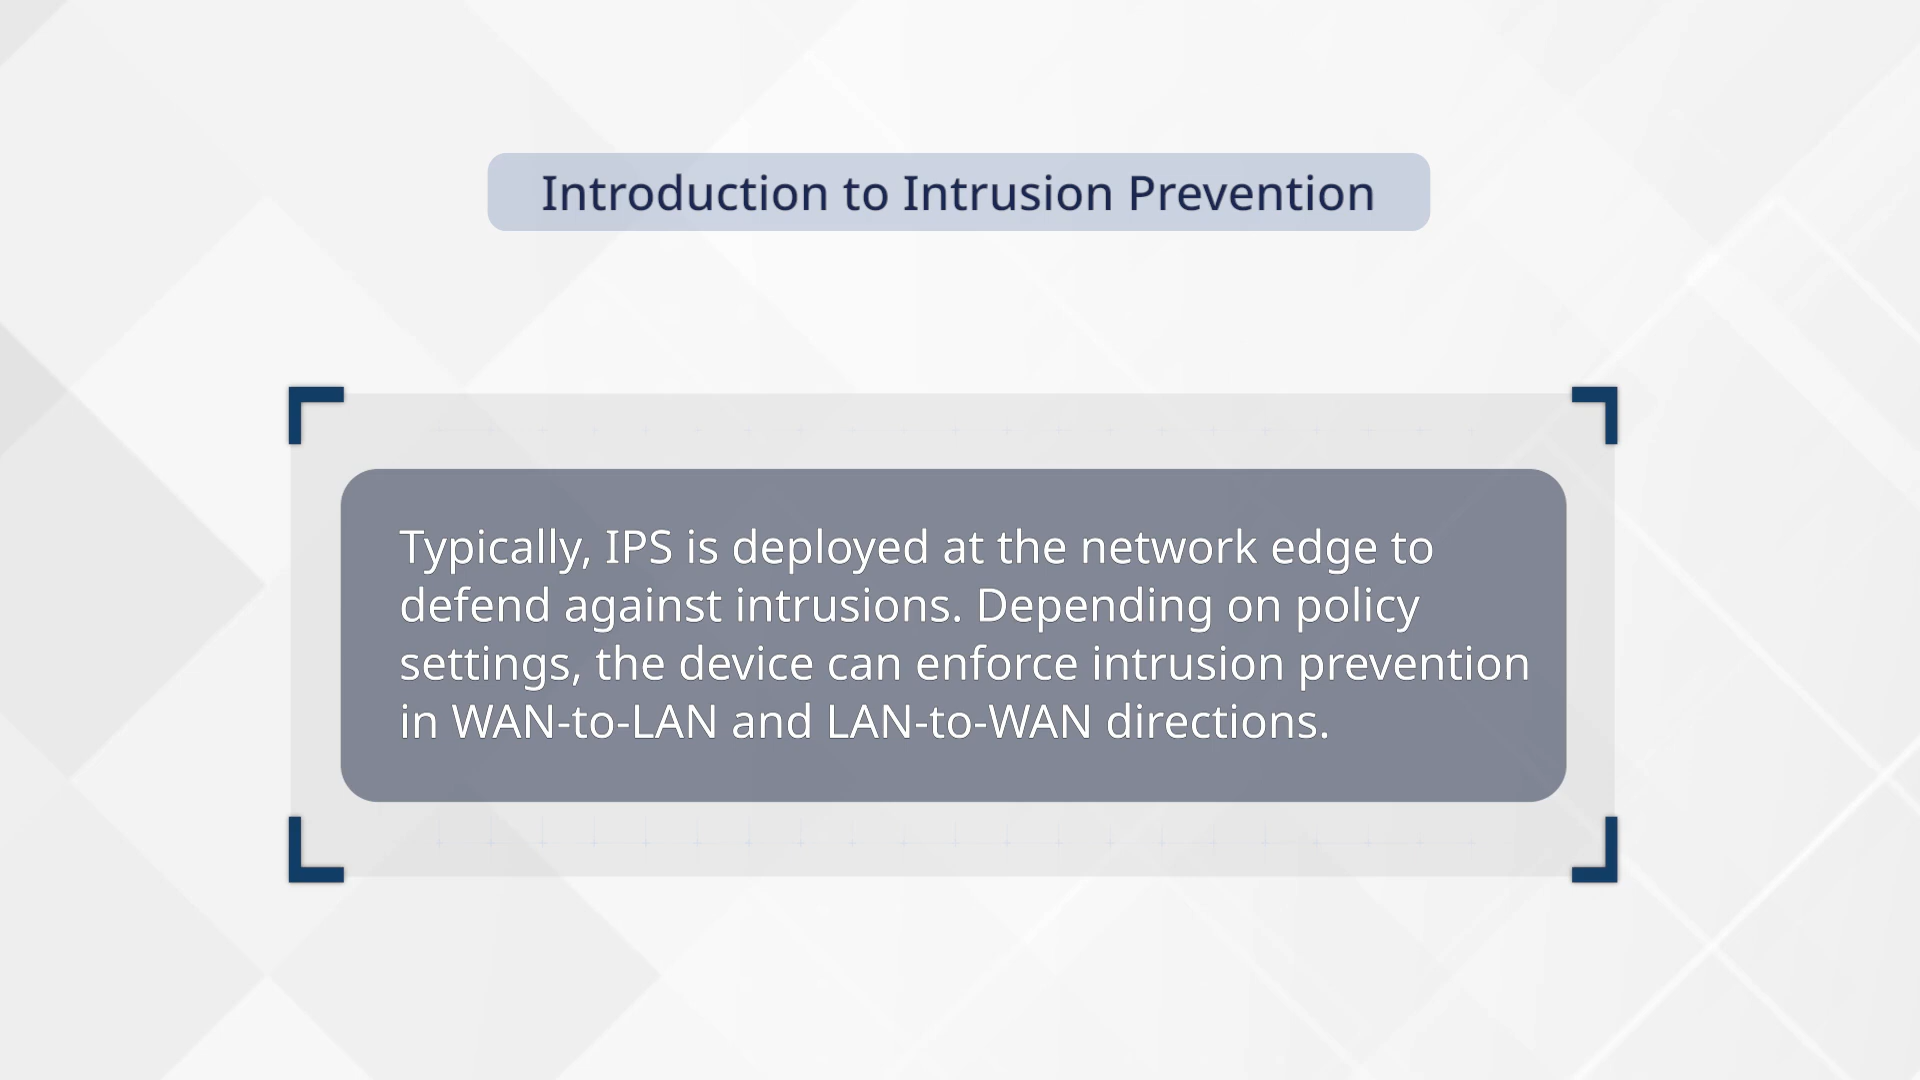 Introduction to Intrusion Prevention
Typically, IPS is deployed at the network edge to
defend against intrusions. Depending on policy
settings, the device can enforce intrusion prevention
in WAN-to-LAN and LAN-to-WAN directions.